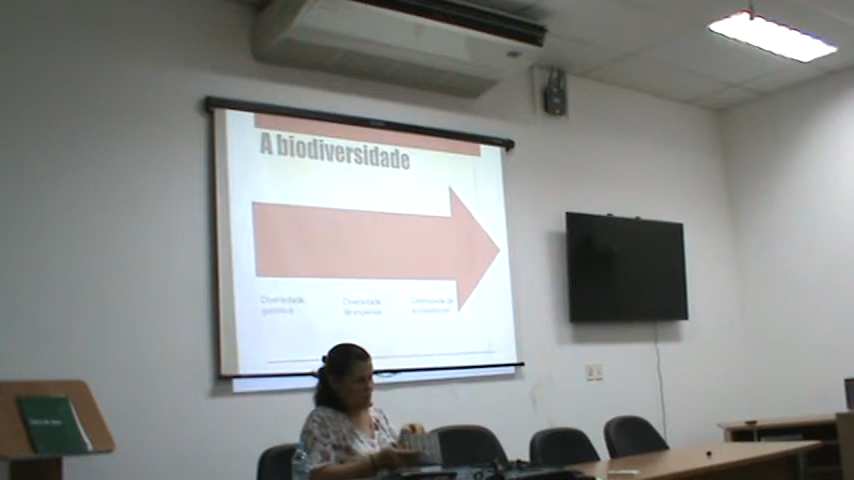 A biodiversidade
Diversidade
genética
Diversidade
de espécies
Diversidade de
ecossistemas